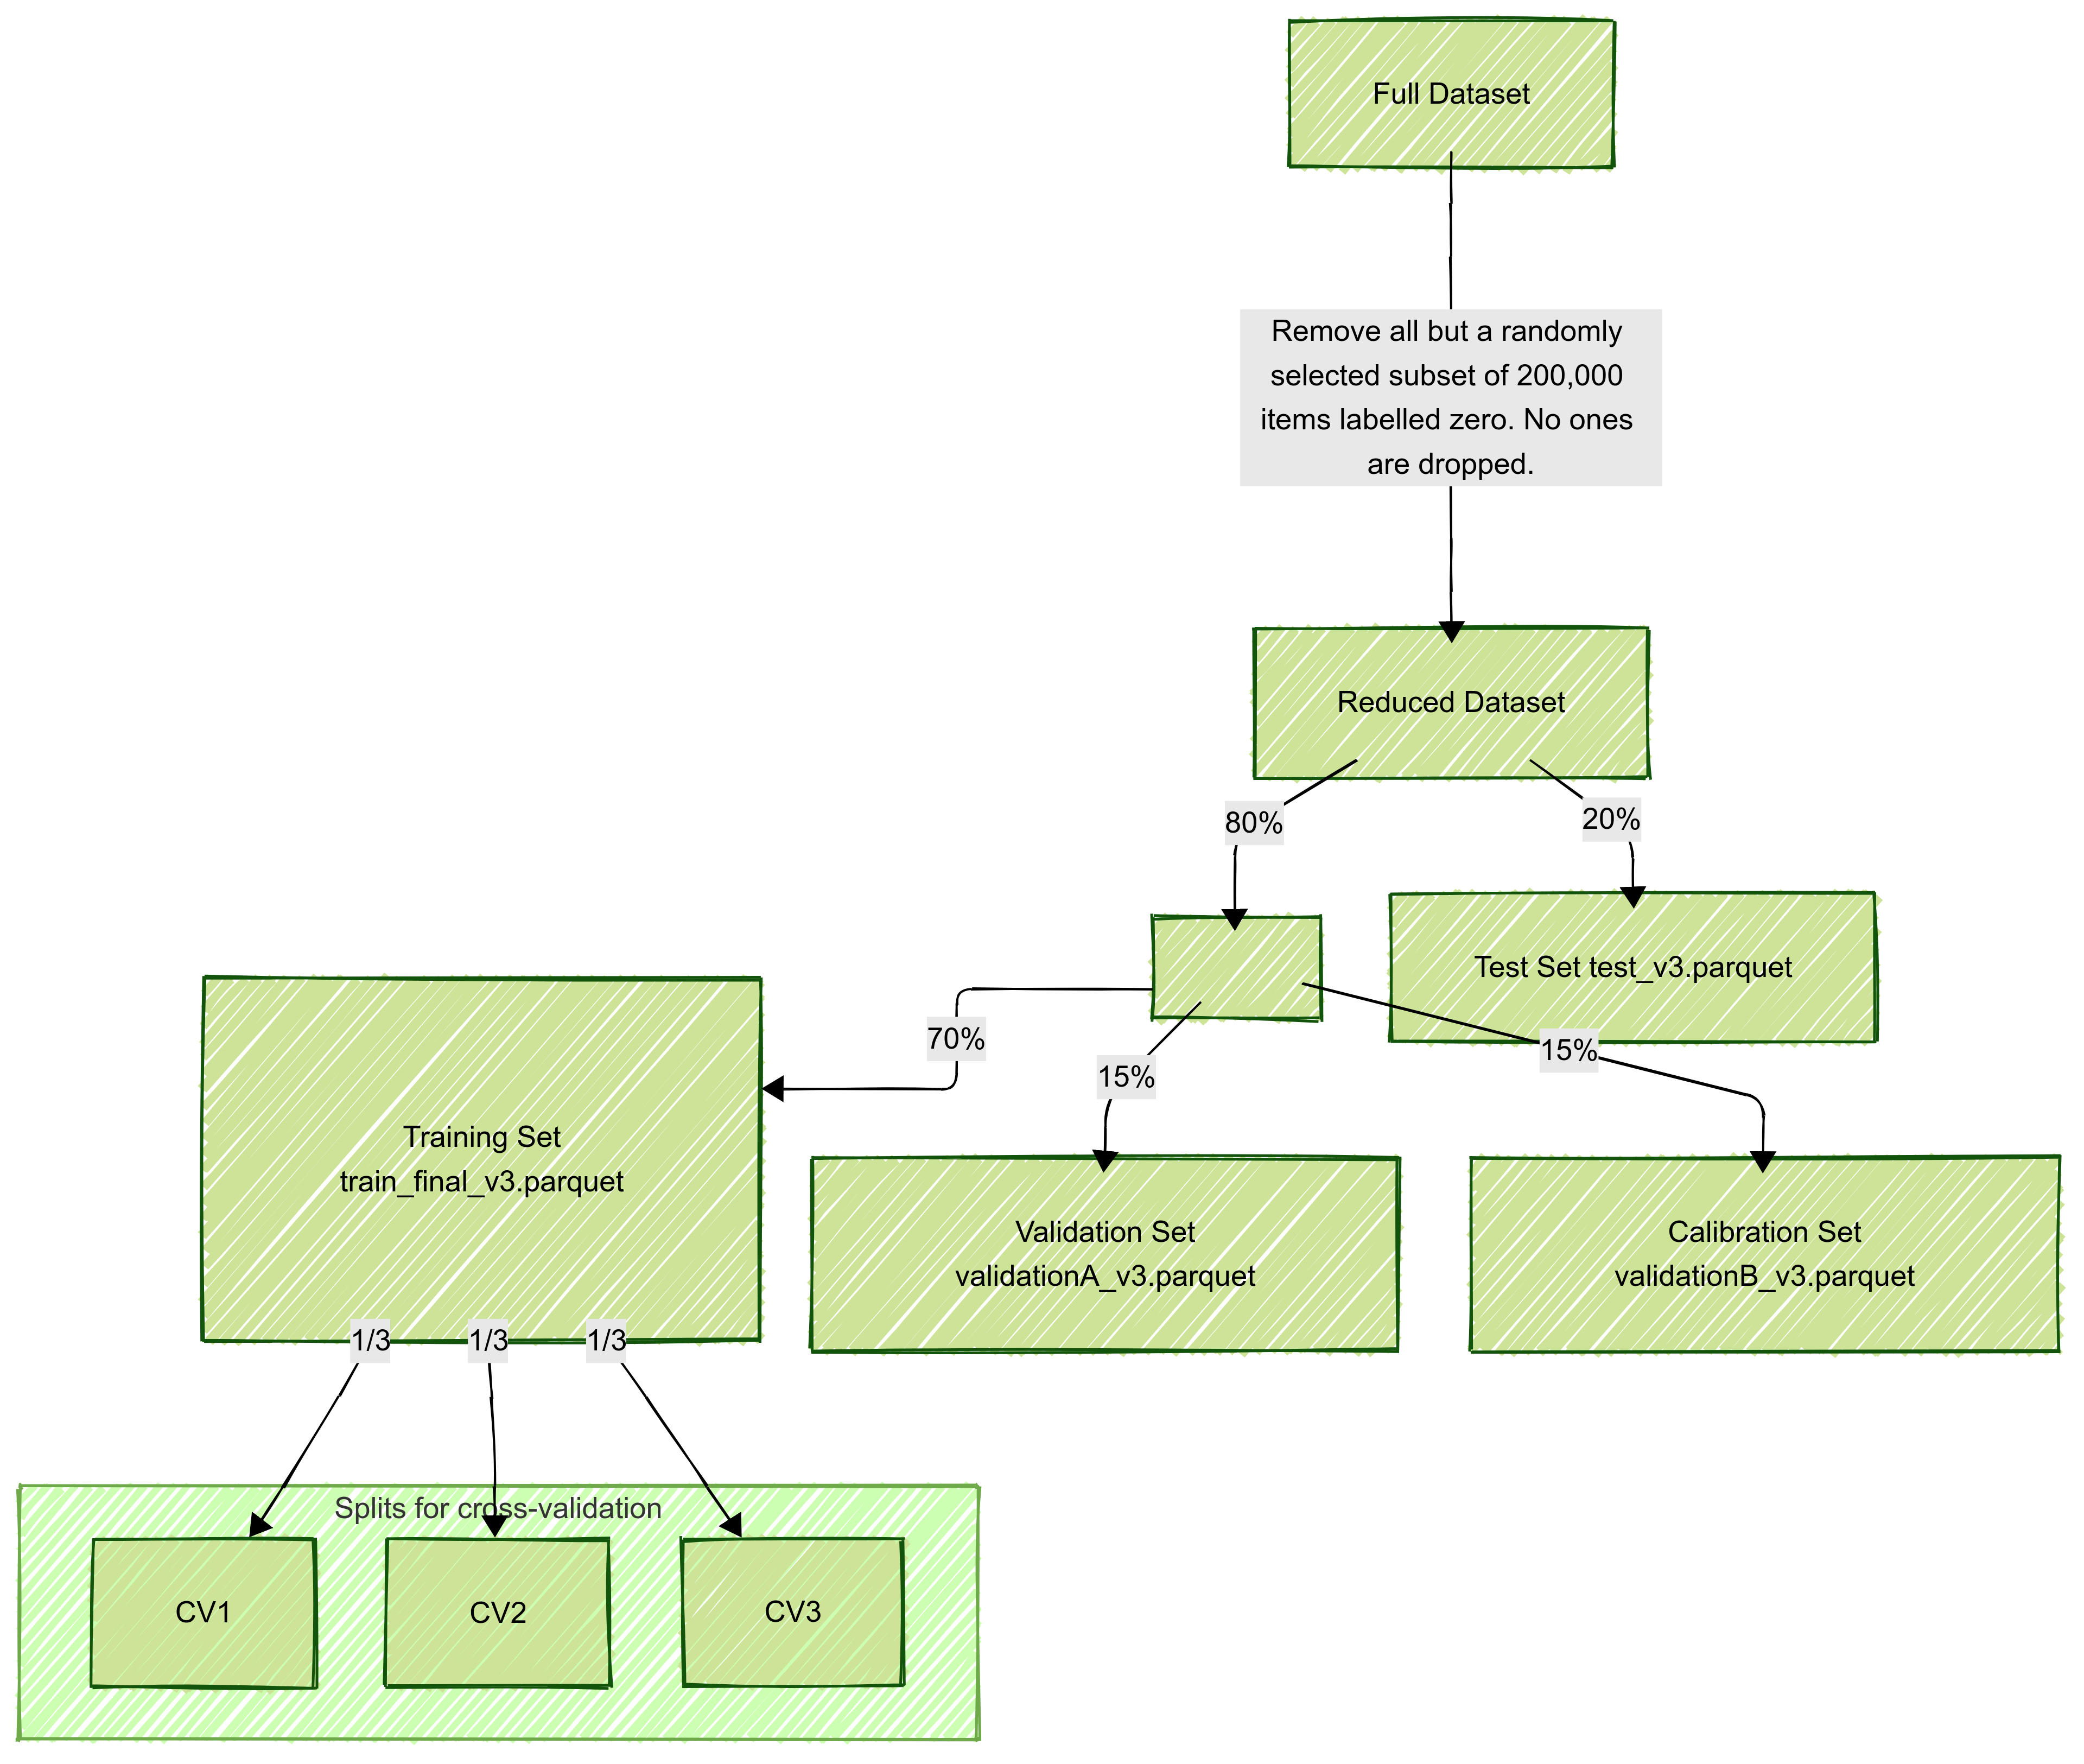 Full Dataset
Remove all but a randomly
selected subset of 200,000
items labelled zero. No ones
are dropped.
Reduced Dataset
80%
20%
Test Set test_v3.parquet
70%
15%
15%
Training Set
train_final_v3.parquet
Validation Set
validationA_v3.parquet
Calibration Set
validationB_v3.parquet
1/3
1/3
1/3
Splits for cross-validation
CV1
CV2
CV3